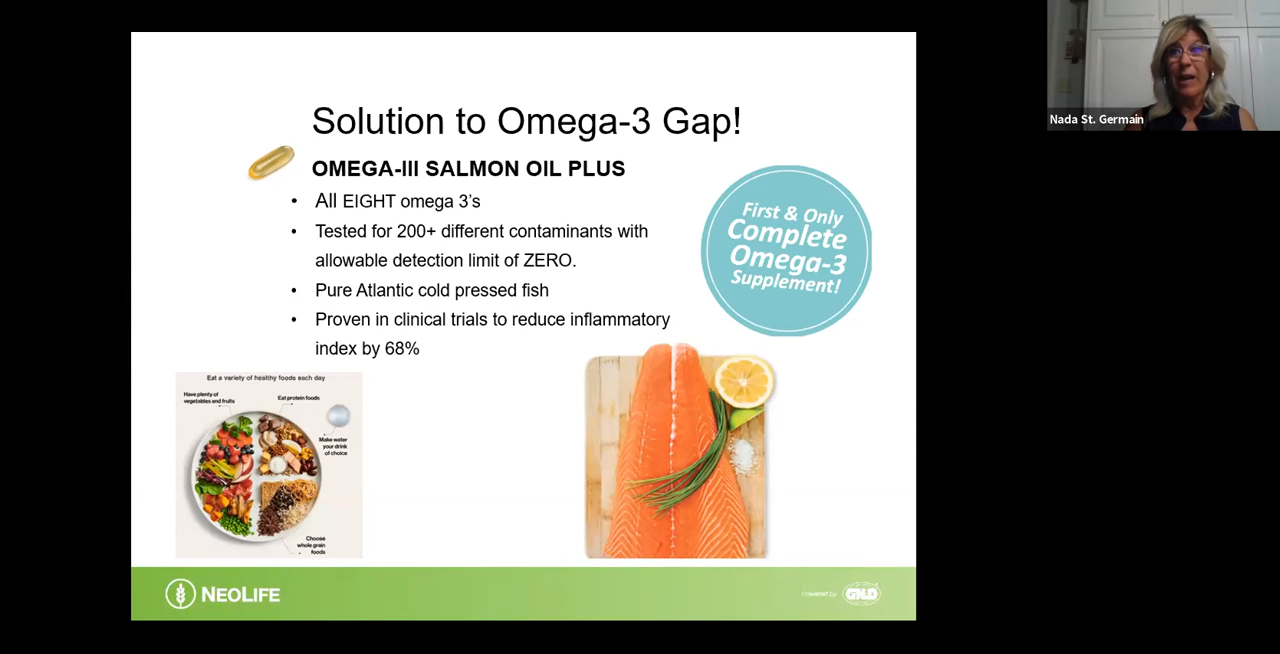 Solution to Omega-3 Gap!
OMEGA-III SALMON OIL PLUS
• All EIGHT omega 3's
• Tested for 200+ different contaminants with
allowable detection limit of ZERO.
• Pure Atlantic cold pressed fish
• Proven in clinical trials to reduce inflammatory
index by 68%
First & Only
Complete
Omega-3
Supplement!
Eat a variety of healthy foods each day
Have plenty of
vegetables and fruits
Eat protein foods
Make water
your drink
of choice
Choose
whole grain
foods
NEOLIFE
Powered by
GNLD
Nada St. Germain